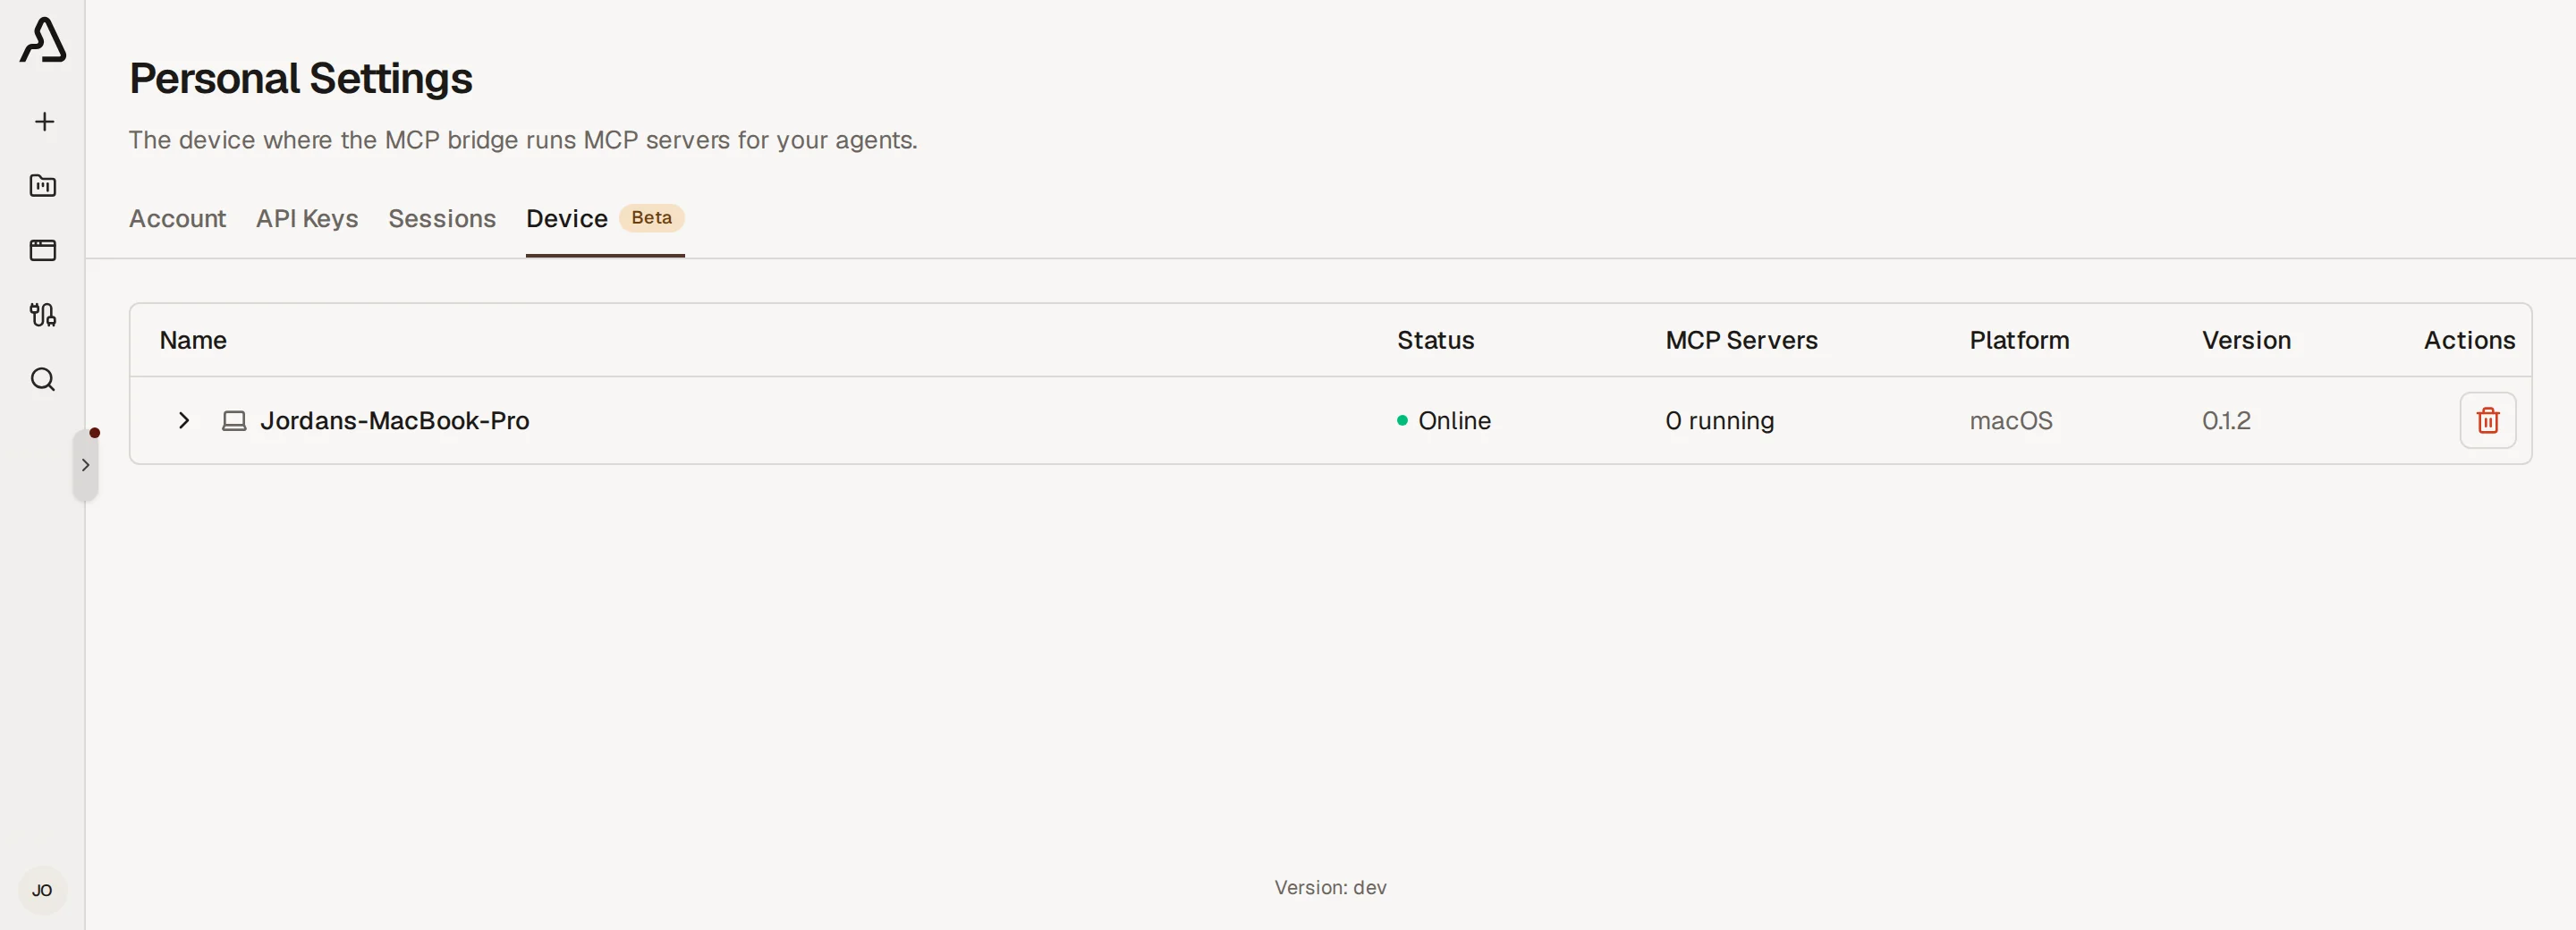 Personal Settings
The device where the MCP bridge runs MCP servers for your agents.
Account API Keys Sessions Device Beta
Name Status MCP Servers Platform Version Actions
Jordans-MacBook-Pro Online 0 running macOS 0.1.2
JO
Version: dev